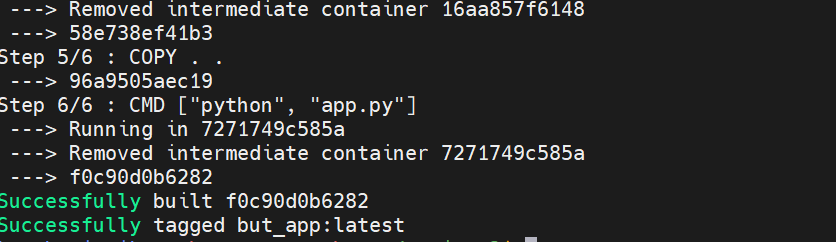 ---> Removed intermediate container 16aa857f6148
---> 58e738ef41b3
Step 5/6 : COPY . .
---> 96a9505aec19
Step 6/6 : CMD ["python", "app.py"]
---> Running in 7271749c585a
---> Removed intermediate container 7271749c585a
---> f0c90d0b6282
Successfully built f0c90d0b6282
Successfully tagged but_app:latest